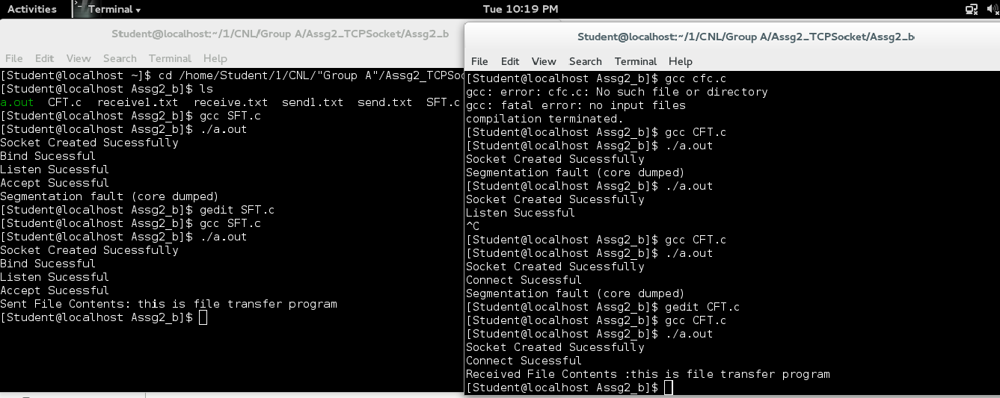 Activities Terminal Tue 10:19 PM
Student@localhost:~/1/CNL/Group A/Assg2_TCPSocket/Assg2_b
File Edit View Search Terminal Help
[Student@localhost ~]$ cd /home/Student/1/CNL/"Group A"/Assg2_TCPSoc
[Student@localhost Assg2_b]$ ls
a.out CFT.c receive1.txt receive.txt send1.txt send.txt SFT.c
[Student@localhost Assg2_b]$ gcc SFT.c
[Student@localhost Assg2_b]$ ./a.out
Socket Created Sucessfully
Bind Sucessful
Listen Sucessful
Accept Sucessful
Segmentation fault (core dumped)
[Student@localhost Assg2_b]$ gedit SFT.c
[Student@localhost Assg2_b]$ gcc SFT.c
[Student@localhost Assg2_b]$ ./a.out
Socket Created Sucessfully
Bind Sucessful
Listen Sucessful
Accept Sucessful
Sent File Contents: this is file transfer program
[Student@localhost Assg2_b]$
Student@localhost:~/1/CNL/Group A/Assg2_TCPSocket/Assg2_b
File Edit View Search Terminal Help
[Student@localhost Assg2_b]$ gcc cfc.c
gcc: error: cfc.c: No such file or directory
gcc: fatal error: no input files
compilation terminated.
[Student@localhost Assg2_b]$ gcc CFT.c
[Student@localhost Assg2_b]$ ./a.out
Socket Created Sucessfully
Segmentation fault (core dumped)
[Student@localhost Assg2_b]$ ./a.out
Socket Created Sucessfully
Listen Sucessful
^C
[Student@localhost Assg2_b]$ gcc CFT.c
[Student@localhost Assg2_b]$ ./a.out
Socket Created Sucessfully
Connect Sucessful
Segmentation fault (core dumped)
[Student@localhost Assg2_b]$ gedit CFT.c
[Student@localhost Assg2_b]$ gcc CFT.c
[Student@localhost Assg2_b]$ ./a.out
Socket Created Sucessfully
Connect Sucessful
Received File Contents :this is file transfer program
[Student@localhost Assg2_b]$